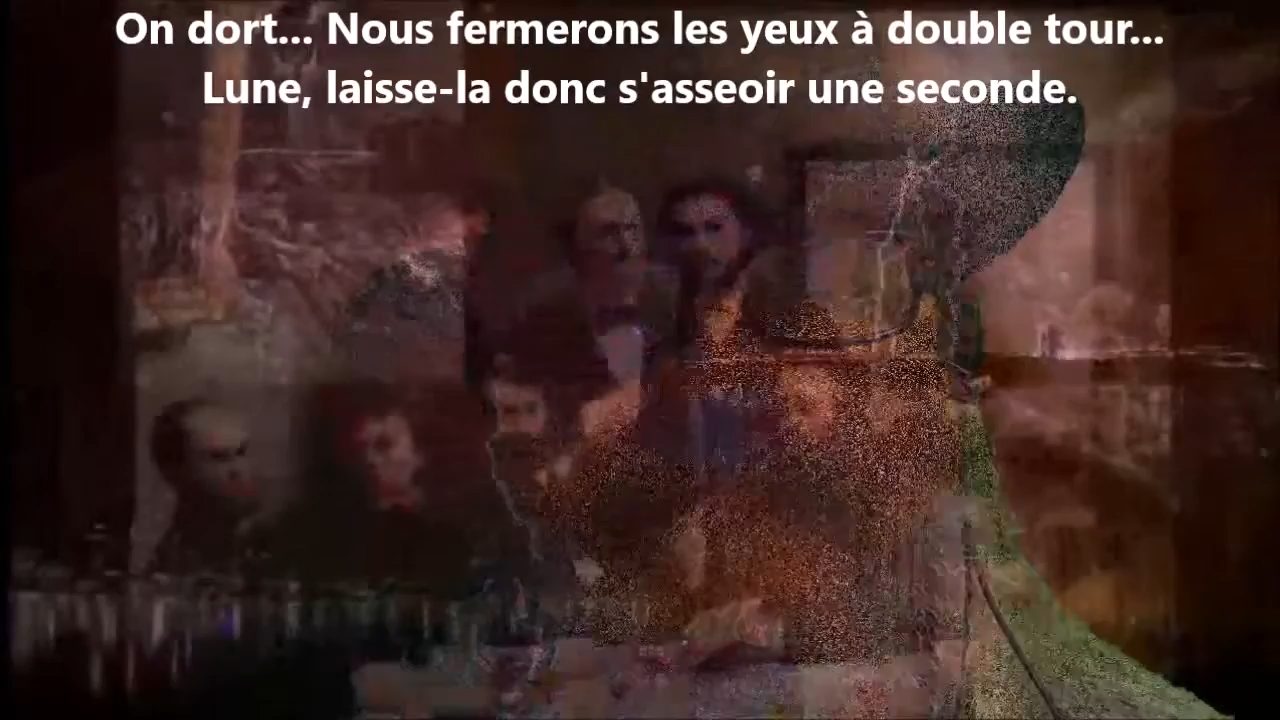 On dort... Nous fermerons les yeux à double tour...
Lune, laisse-la donc s'asseoir une seconde.